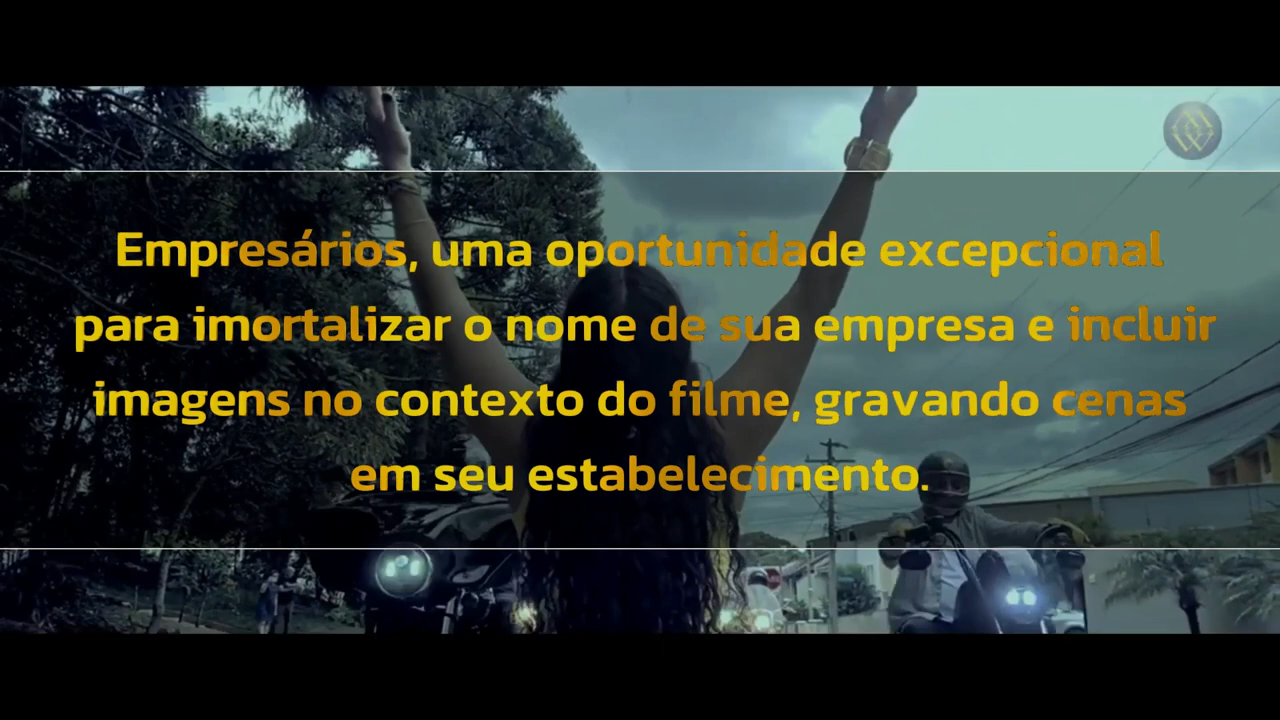 Empresários, uma oportunidade excepcional
para imortalizar o nome de sua empresa e incluir
imagens no contexto do filme, gravando cenas
em seu estabelecimento.